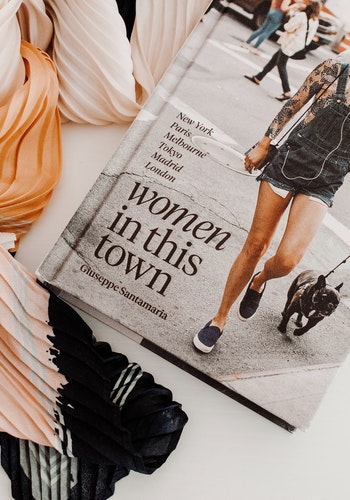 New York
Paris
Melbourne
Tokyo
Madrid
London
women
in this
town
Giuseppe Santamaria